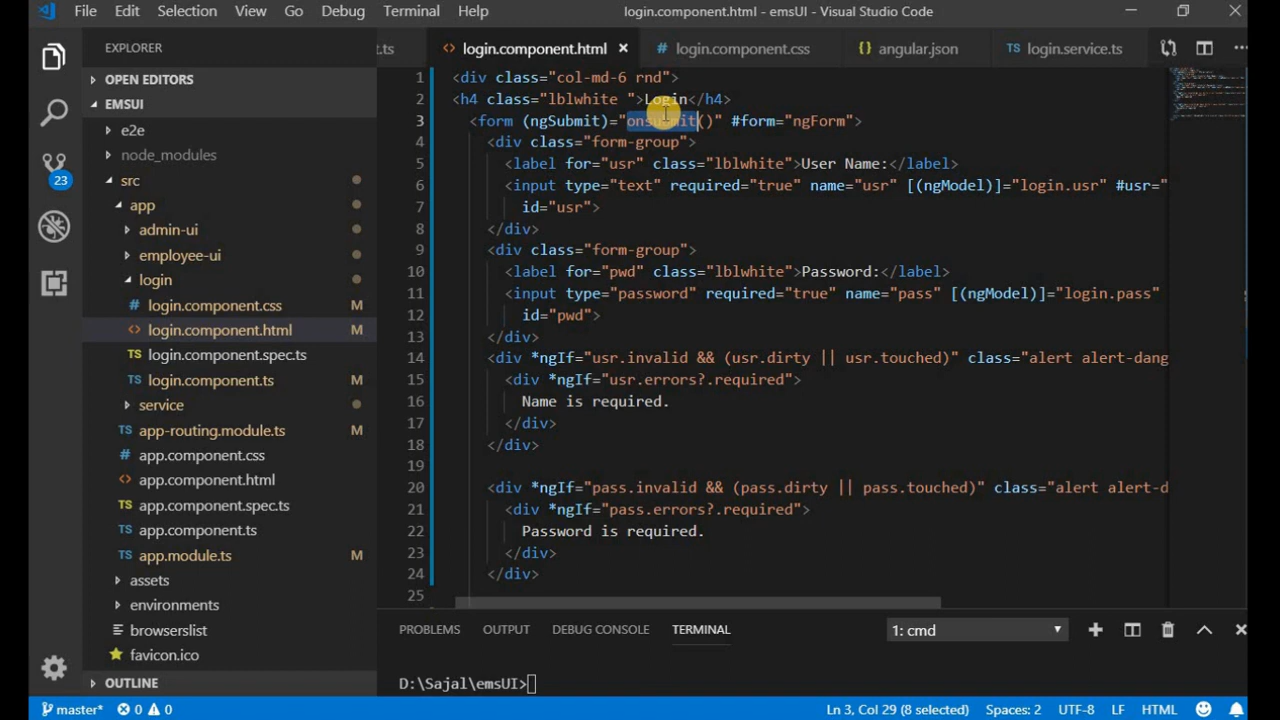 File Edit Selection View Go Debug Terminal Help login.component.html - emsUI - Visual Studio Code
EXPLORER
.ts login.component.html login.component.css angular.json login.service.ts
OPEN EDITORS
EMSUI
e2e
node_modules
src
app
admin-ui
employee-ui
login
login.component.css M
login.component.html M
login.component.spec.ts
login.component.ts M
service
app-routing.module.ts M
app.component.css
app.component.html
app.component.spec.ts
app.component.ts
app.module.ts M
assets
environments
browserslist
favicon.ico
OUTLINE
23
1 <div class="col-md-6 rnd">
2 <h4 class="lblwhite ">Login</h4>
3 <form (ngSubmit)="onsubmit()" #form="ngForm">
4 <div class="form-group">
5 <label for="usr" class="lblwhite">User Name:</label>
6 <input type="text" required="true" name="usr" [(ngModel)]="login.usr" #usr="
7 id="usr">
8 </div>
9 <div class="form-group">
10 <label for="pwd" class="lblwhite">Password:</label>
11 <input type="password" required="true" name="pass" [(ngModel)]="login.pass"
12 id="pwd">
13 </div>
14 <div *ngIf="usr.invalid && (usr.dirty || usr.touched)" class="alert alert-dang
15 <div *ngIf="usr.errors?.required">
16 Name is required.
17 </div>
18 </div>
19
20 <div *ngIf="pass.invalid && (pass.dirty || pass.touched)" class="alert alert-d
21 <div *ngIf="pass.errors?.required">
22 Password is required.
23 </div>
24 </div>
25
PROBLEMS OUTPUT DEBUG CONSOLE TERMINAL 1: cmd
D:\Sajal\emsUI>
master* 0 0 Ln 3, Col 29 (8 selected) Spaces: 2 UTF-8 LF HTML